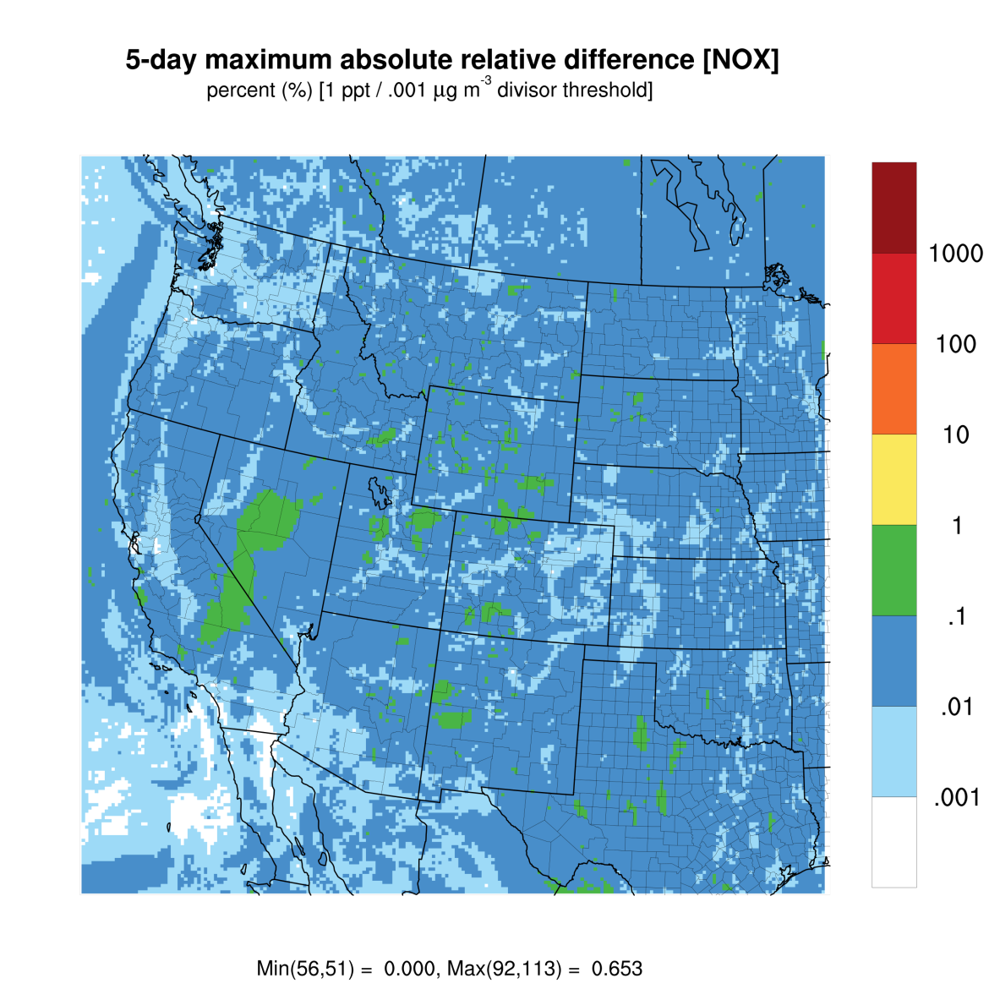 5-day maximum absolute relative difference [NOX]
percent (%) [1 ppt / .001 µg m-3 divisor threshold]
1000
100
10
1
.1
.01
.001
Min(56,51) = 0.000, Max(92,113) = 0.653